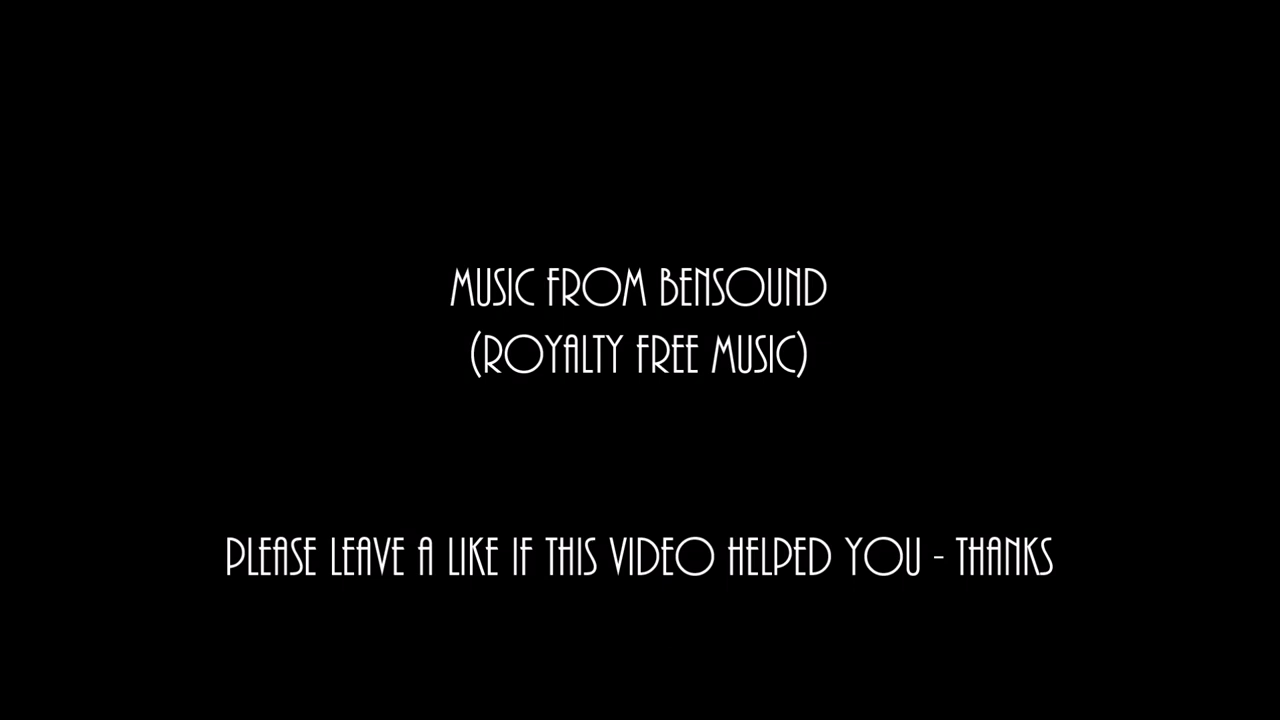 MUSIC FROM BENSOUND
(ROYALTY FREE MUSIC)
PLEASE LEAVE A LIKE IF THIS VIDEO HELPED YOU - THANKS